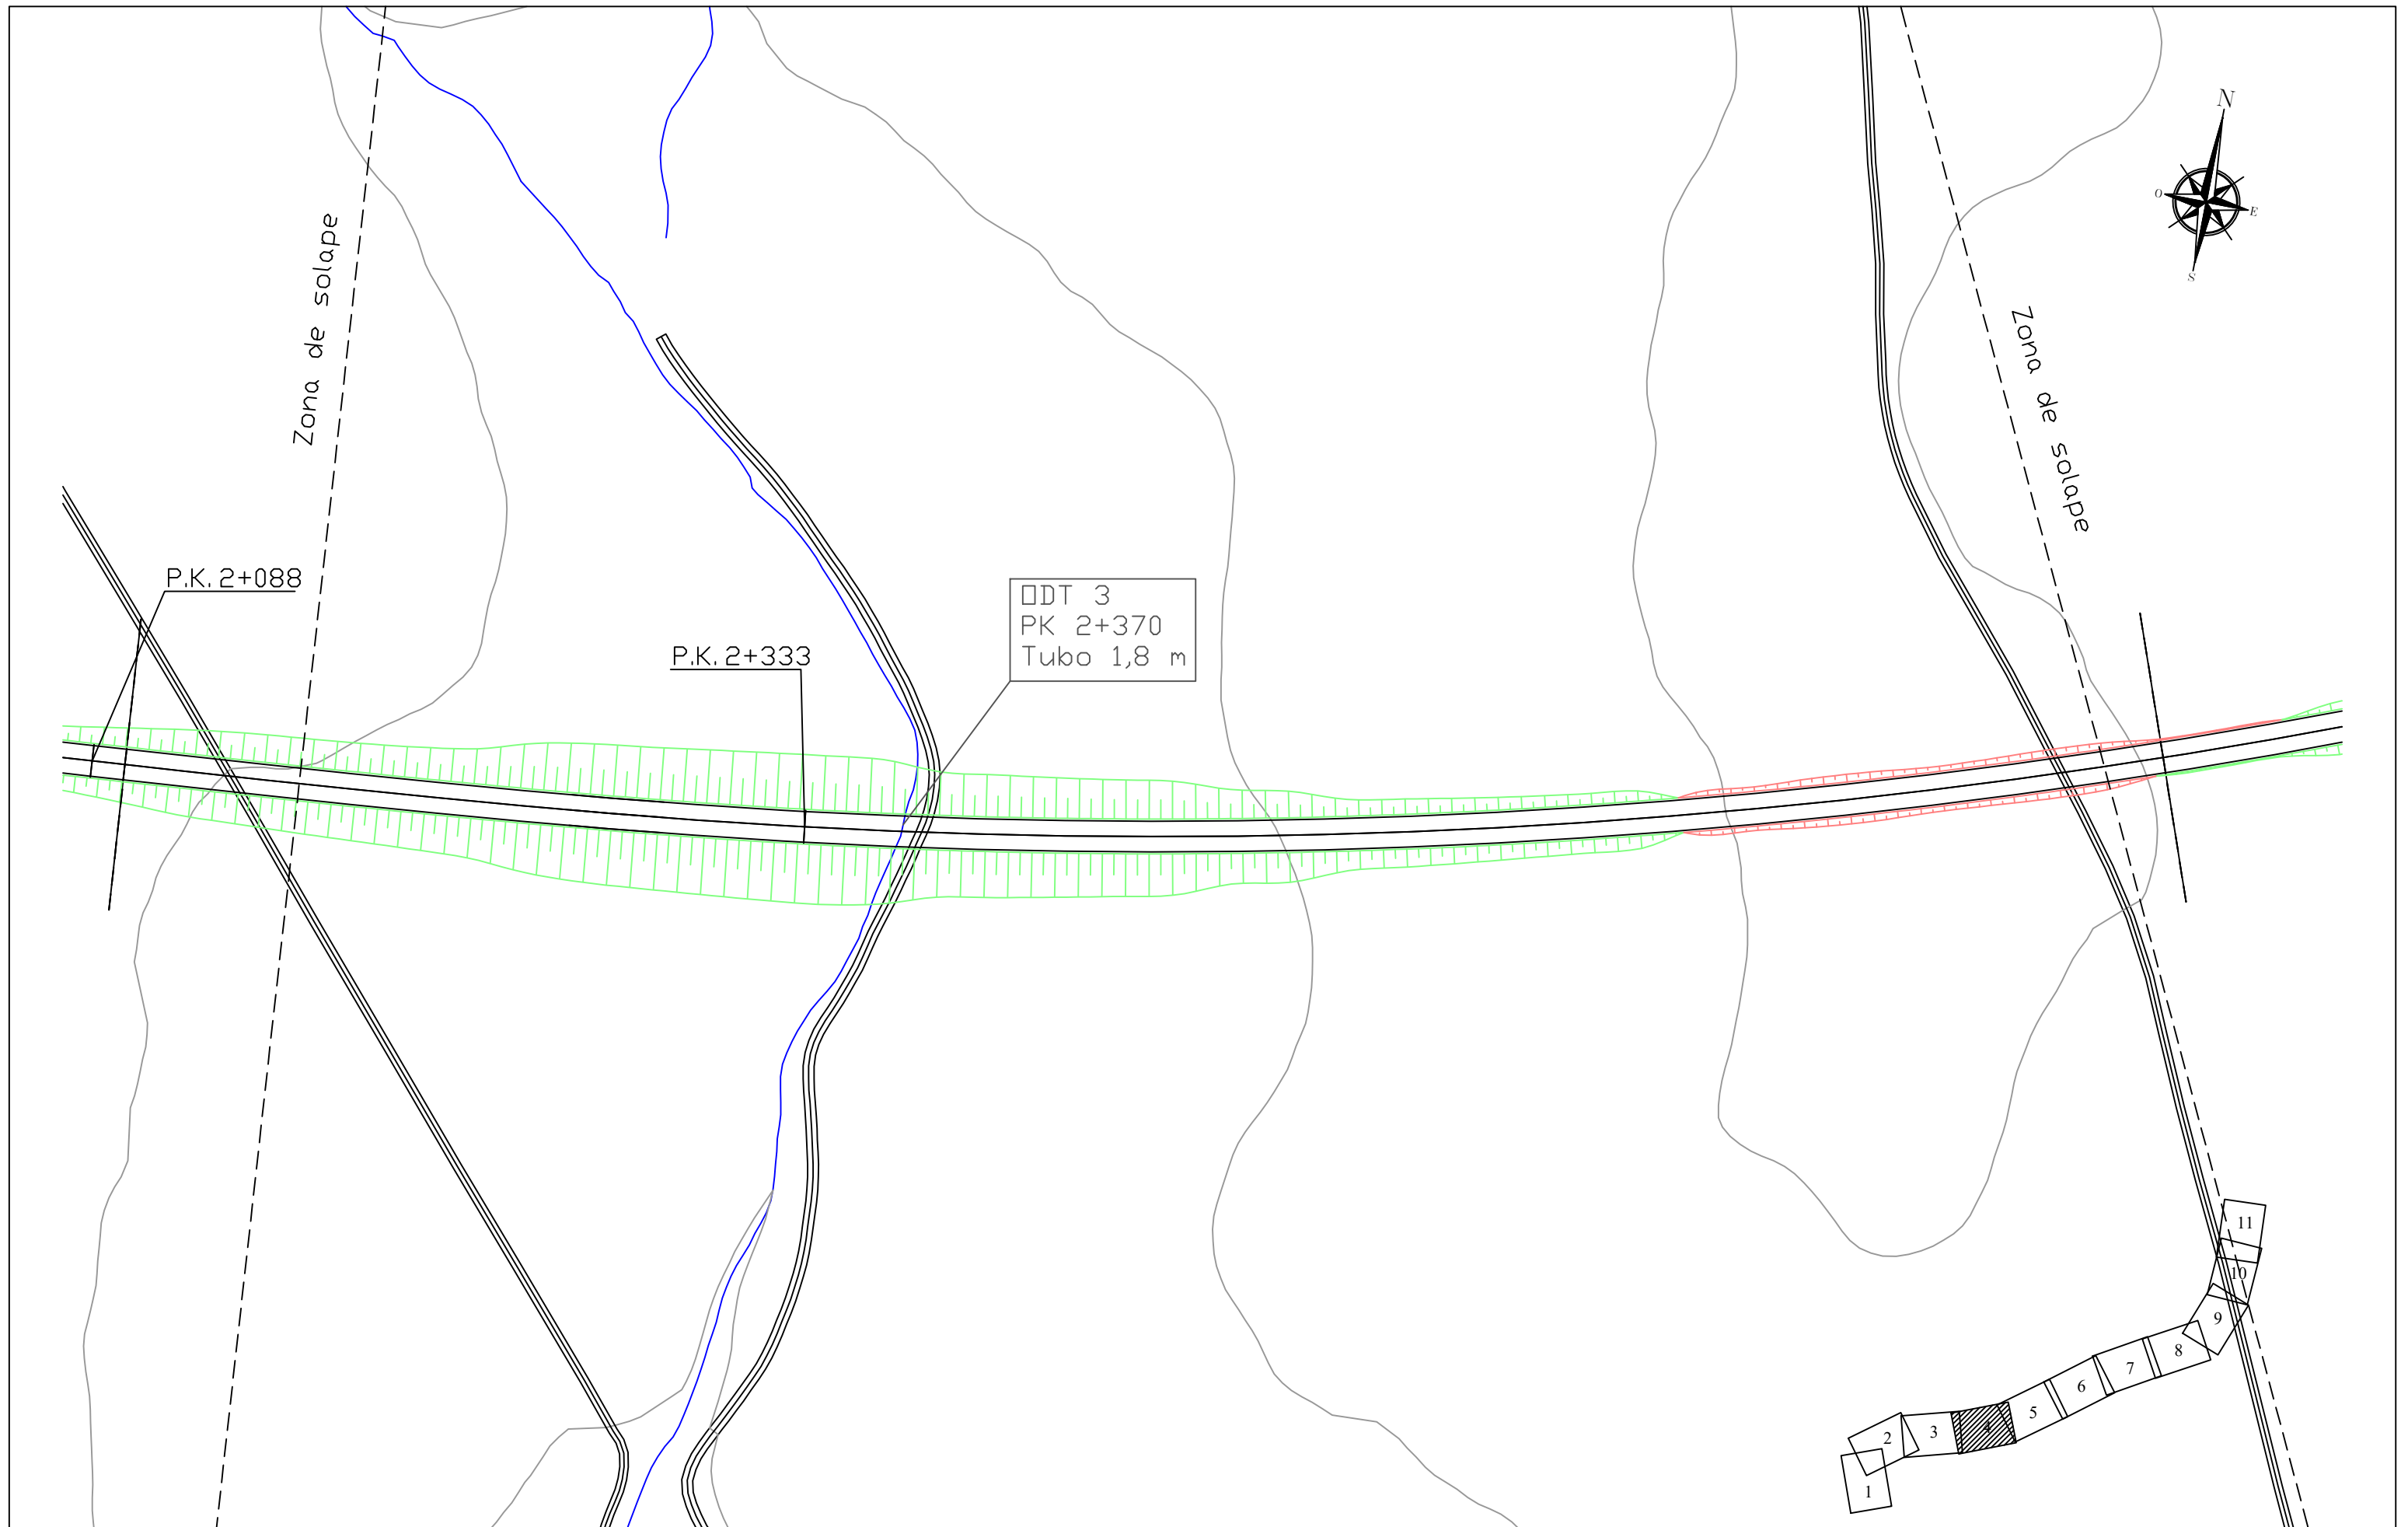 N
O
E
S
Zona de solape
Zona de solape
P.K. 2+088
ODT 3
PK 2+370
Tubo 1,8 m
P.K. 2+333
11
10
9
8
7
6
5
4
3
2
1